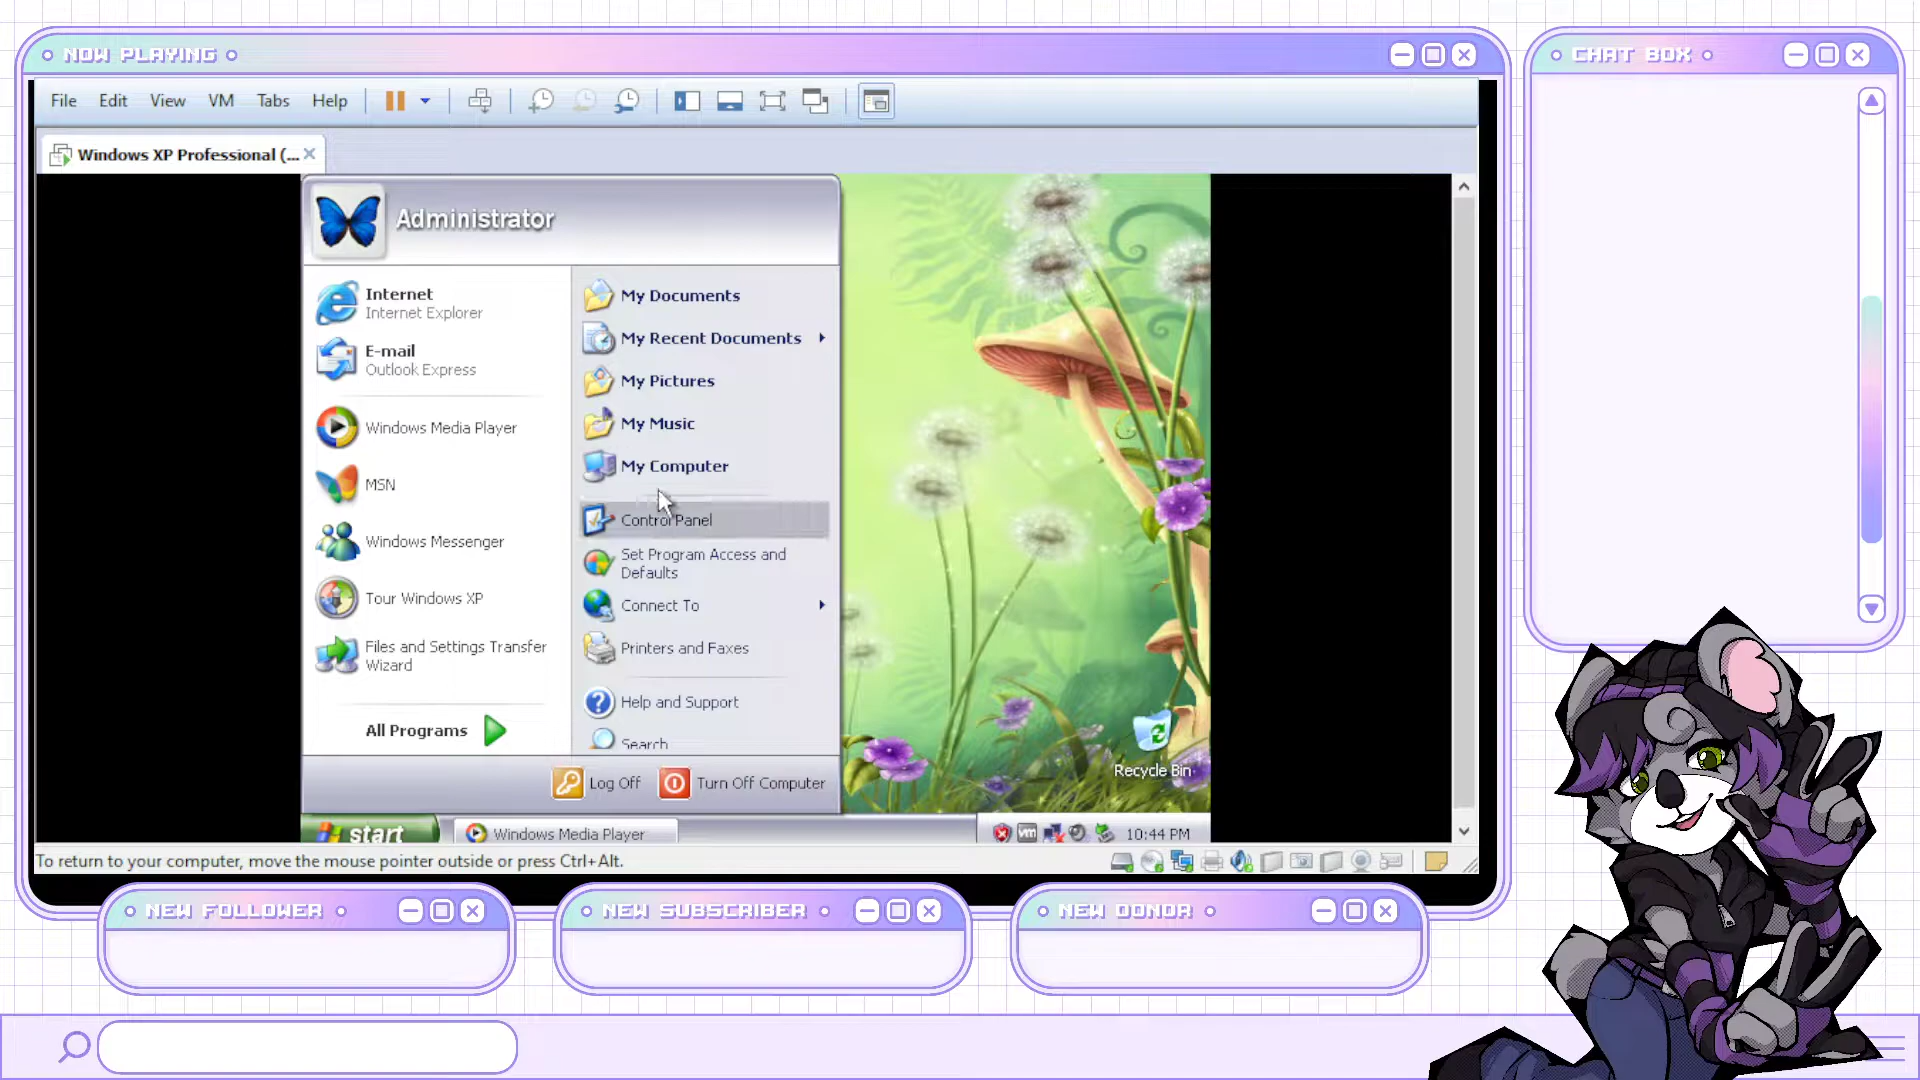 NOW PLAYING
CHAT BOX
File Edit View VM Tabs Help
Windows XP Professional (...
Administrator
Internet
Internet Explorer
E-mail
Outlook Express
Windows Media Player
MSN
Windows Messenger
Tour Windows XP
Files and Settings Transfer
Wizard
All Programs
My Documents
My Recent Documents
My Pictures
My Music
My Computer
Control Panel
Set Program Access and
Defaults
Connect To
Printers and Faxes
Help and Support
Search
Log Off
Turn Off Computer
Recycle Bin
start
Windows Media Player
vm
10:44 PM
To return to your computer, move the mouse pointer outside or press Ctrl+Alt.
NEW FOLLOWER
NEW SUBSCRIBER
NEW DONOR